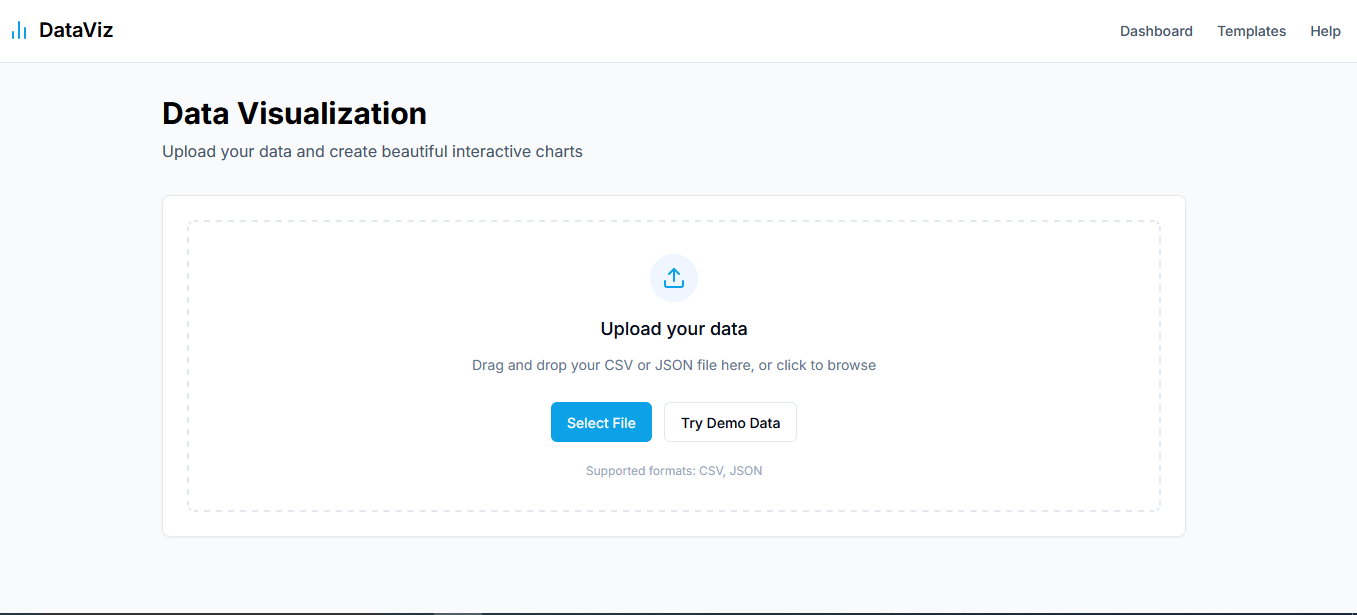 DataViz
Dashboard Templates Help
Data Visualization
Upload your data and create beautiful interactive charts
Upload your data
Drag and drop your CSV or JSON file here, or click to browse
Select File Try Demo Data
Supported formats: CSV, JSON